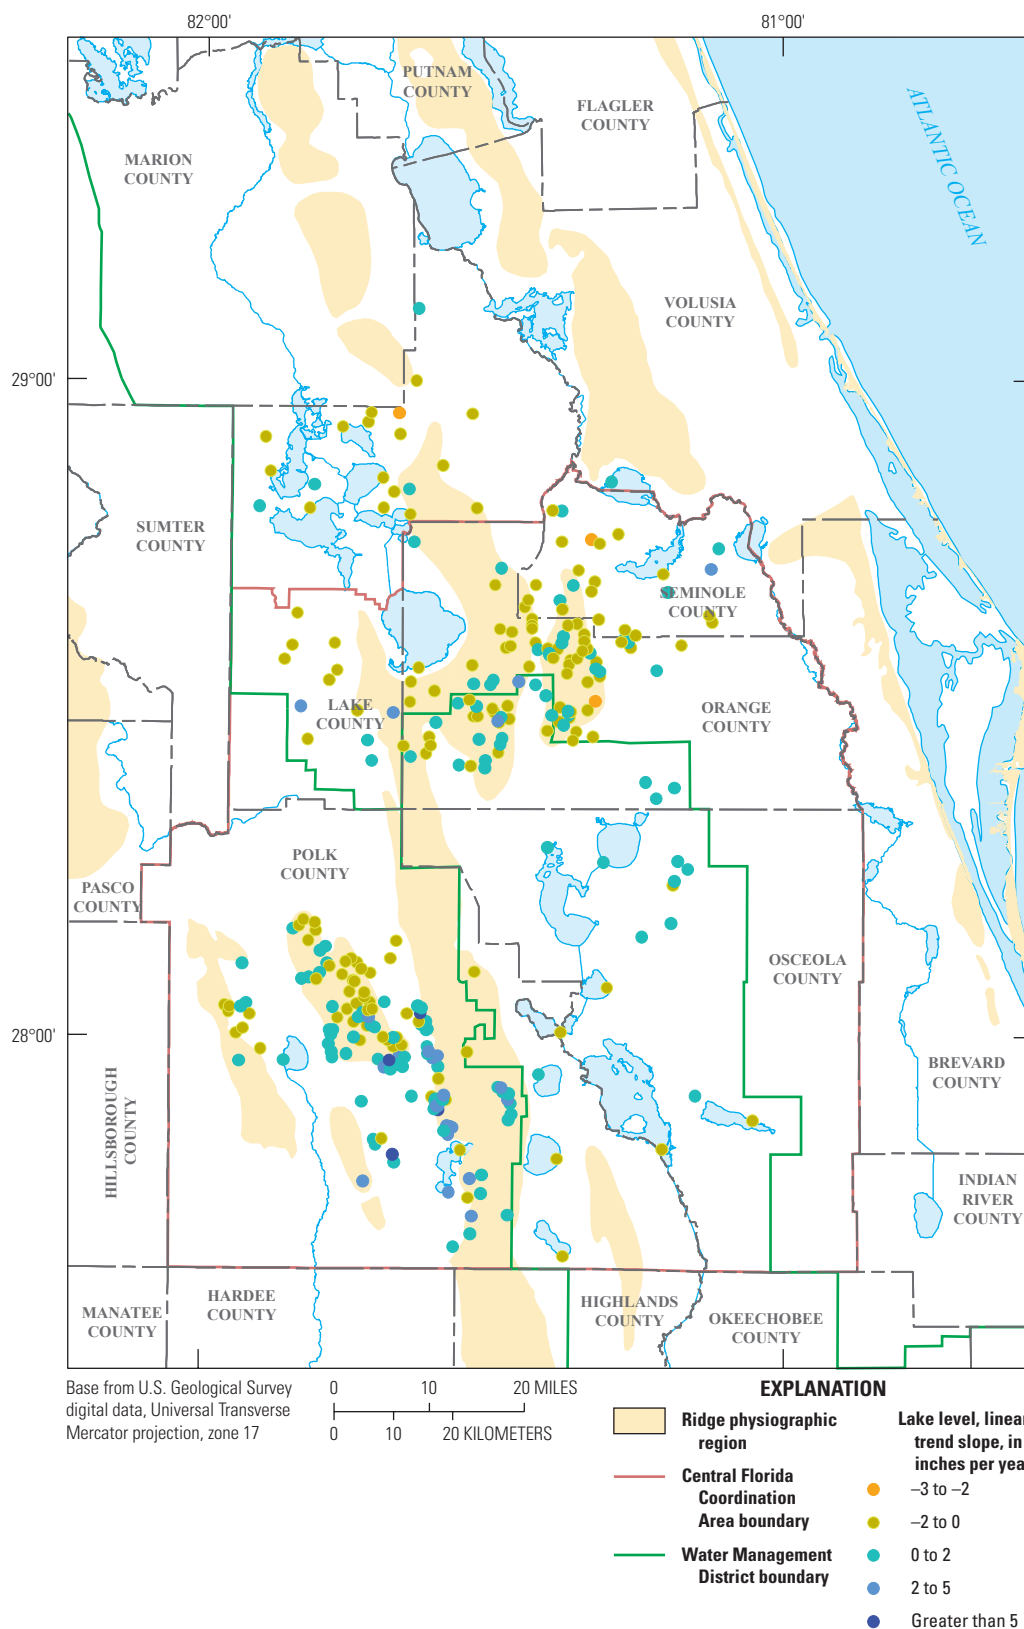 82°00'
81°00'
PUTNAM
COUNTY
FLAGLER
COUNTY
ATLANTIC OCEAN
MARION
COUNTY
VOLUSIA
COUNTY
29°00'
SUMTER
COUNTY
SEMINOLE
COUNTY
LAKE
COUNTY
ORANGE
COUNTY
POLK
COUNTY
PASCO
COUNTY
OSCEOLA
COUNTY
28°00'
BREVARD
COUNTY
HILLSBOROUGH
COUNTY
INDIAN
RIVER
COUNTY
HARDEE
COUNTY
MANATEE
COUNTY
HIGHLANDS
COUNTY
OKEECHOBEE
COUNTY
Base from U.S. Geological Survey
digital data, Universal Transverse
Mercator projection, zone 17
0 10 20 MILES
0 10 20 KILOMETERS
EXPLANATION
Ridge physiographic
region
Central Florida
Coordination
Area boundary
Water Management
District boundary
Lake level, linear
trend slope, in
inches per yea
–3 to –2
–2 to 0
0 to 2
2 to 5
Greater than 5